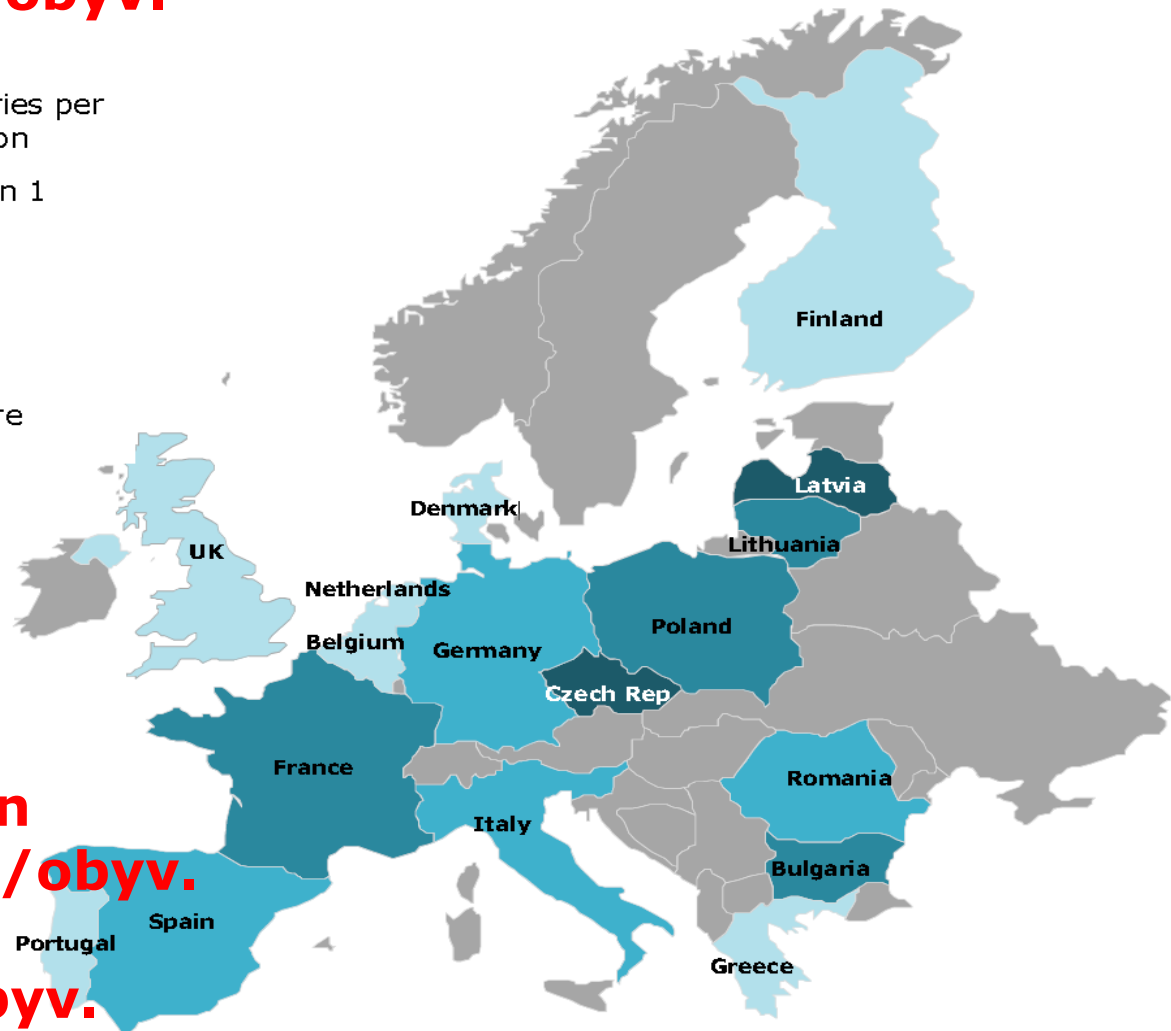 obyv.
ries per
on
n 1
re
Finland
Latvia
Denmark
Lithuania
UK
Netherlands
Poland
Belgium
Germany
Czech Rep
France
Romania
n
Italy
/obyv.
Bulgaria
Spain
Portugal
Greece
byv.